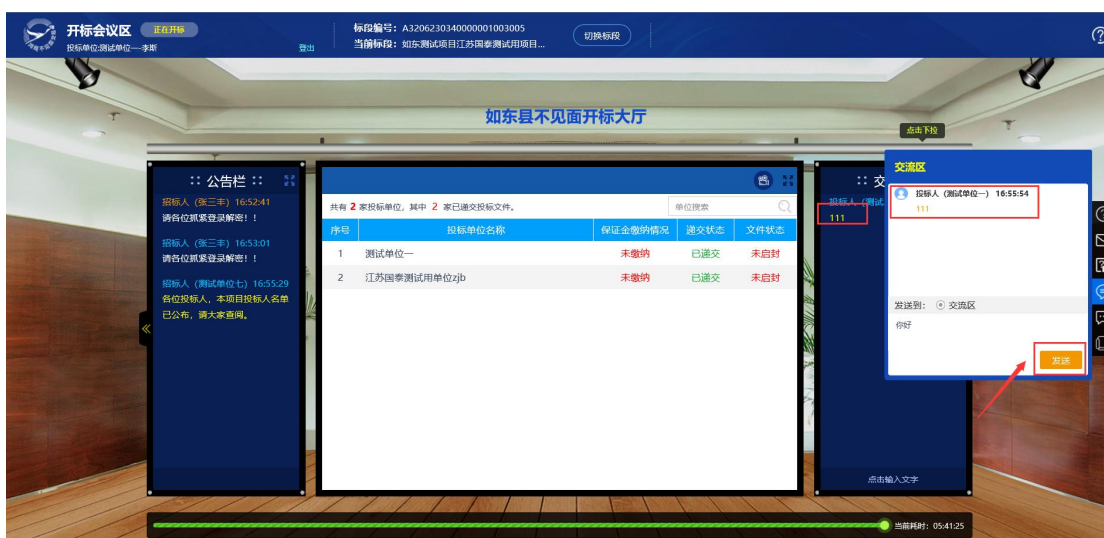 开标会议区 正在开标
投标单位:测试单位一---李斯 登出
标段编号：A3206230340000001003005
当前标段：如东测试项目江苏国泰测试用项目...
切换标段
如东县不见面开标大厅
点击下拉
:: 公告栏 ::
招标人（张三丰）16:52:41
请各位抓紧登录解密！！
招标人（张三丰）16:53:01
请各位抓紧登录解密！！
招标人（测试单位七）16:55:29
各位投标人，本项目投标人名单
已公布，请大家查阅。
共有 2 家投标单位，其中 2 家已递交投标文件。 单位搜索
序号 投标单位名称 保证金缴纳情况 递交状态 文件状态
1 测试单位一 未缴纳 已递交 未启封
2 江苏国泰测试用单位zjb 未缴纳 已递交 未启封
:: 交
投标人（测试
111
交流区
投标人（测试单位一）16:55:54
111
发送到： 交流区
你好
发送
点击输入文字
当前耗时：05:41:25